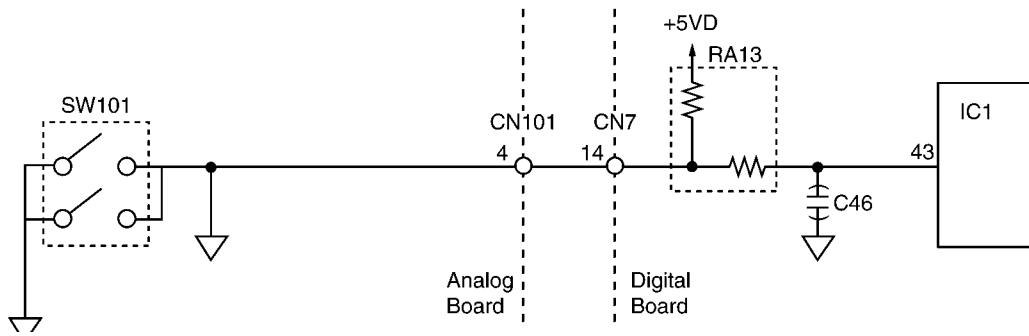 +5VD
RA13
SW101
CN101
CN7
IC1
4
14
43
C46
Analog
Board
Digital
Board